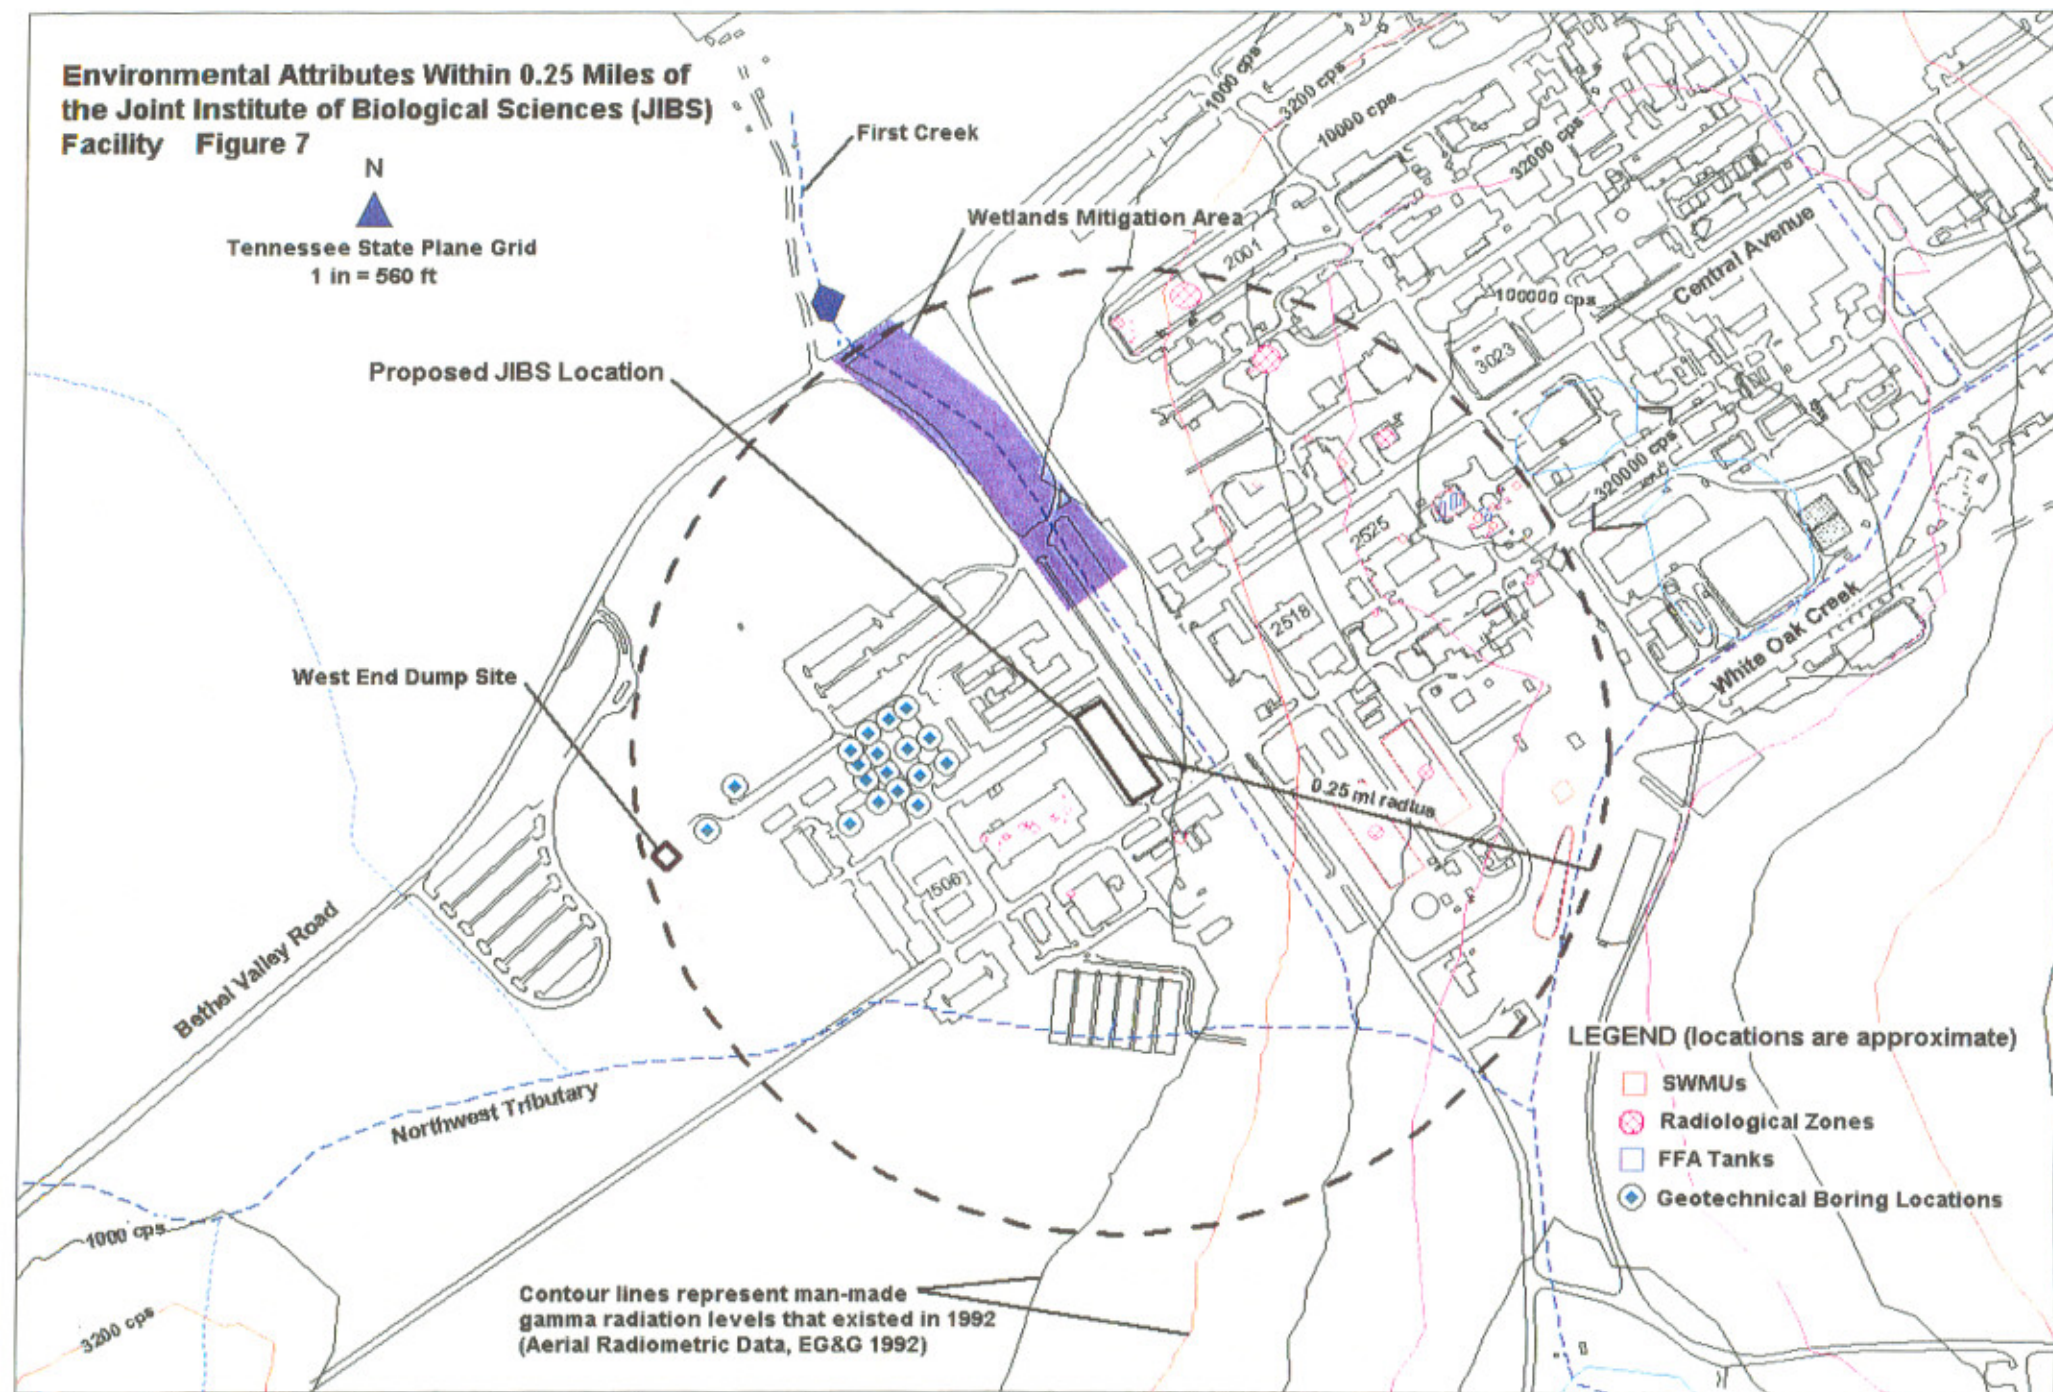 Environmental Attributes Within 0.25 Miles of
the Joint Institute of Biological Sciences (JIBS)
Facility Figure 7
N
Tennessee State Plane Grid
1 in = 560 ft
First Creek
Wetlands Mitigation Area
Proposed JIBS Location
West End Dump Site
Bethel Valley Road
Northwest Tributary
1000 cps
3200 cps
1000 cps
3200 cps
10000 cps
32000 cps
100000 cps
320000 cps
Central Avenue
White Oak Creek
2001
3023
2525
2518
1506
0.25 mi radius
Contour lines represent man-made
gamma radiation levels that existed in 1992
(Aerial Radiometric Data, EG&G 1992)
LEGEND (locations are approximate)
SWMUs
Radiological Zones
FFA Tanks
Geotechnical Boring Locations